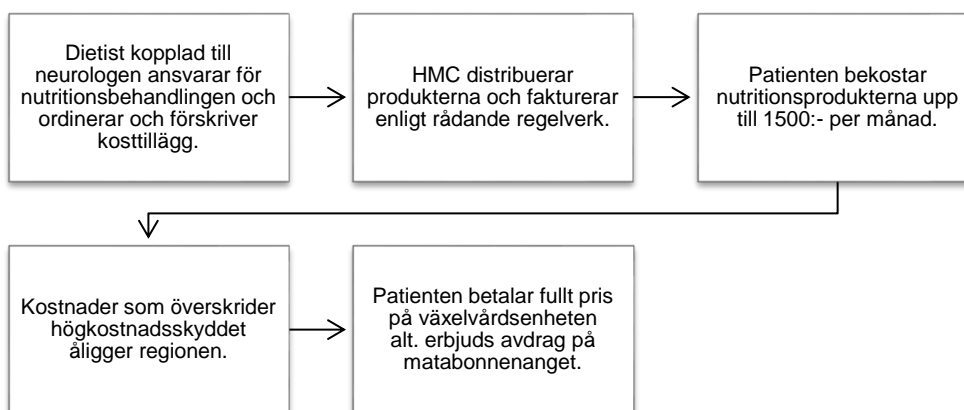 Dietist kopplad till
neurologen ansvarar för
nutritionsbehandlingen och
ordinerar och förskriver
kosttillägg.
HMC distribuerar
produkterna och fakturerar
enligt rådande regelverk.
Patienten bekostar
nutritionsprodukterna upp
till 1500:- per månad.
Kostnader som överskrider
högkostnadsskyddet
åligger regionen.
Patienten betalar fullt pris
på växelvårdsenheten
alt. erbjuds avdrag på
matabonnenanget.